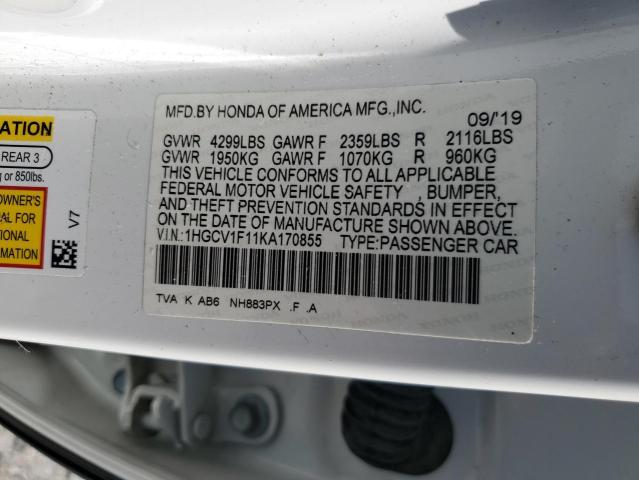 ATION
REAR 3
g or 850lbs.
OWNER'S
AL FOR
TIONAL
MATION
V7
MFD.BY HONDA OF AMERICA MFG.,INC. 09/'19
GVWR 4299LBS GAWR F 2359LBS R 2116LBS
GVWR 1950KG GAWR F 1070KG R 960KG
THIS VEHICLE CONFORMS TO ALL APPLICABLE
FEDERAL MOTOR VEHICLE SAFETY , BUMPER,
AND THEFT PREVENTION STANDARDS IN EFFECT
ON THE DATE OF MANUFACTURE SHOWN ABOVE.
V.I.N.:1HGCV1F11KA170855 TYPE:PASSENGER CAR
TVA K AB6 NH883PX .F .A